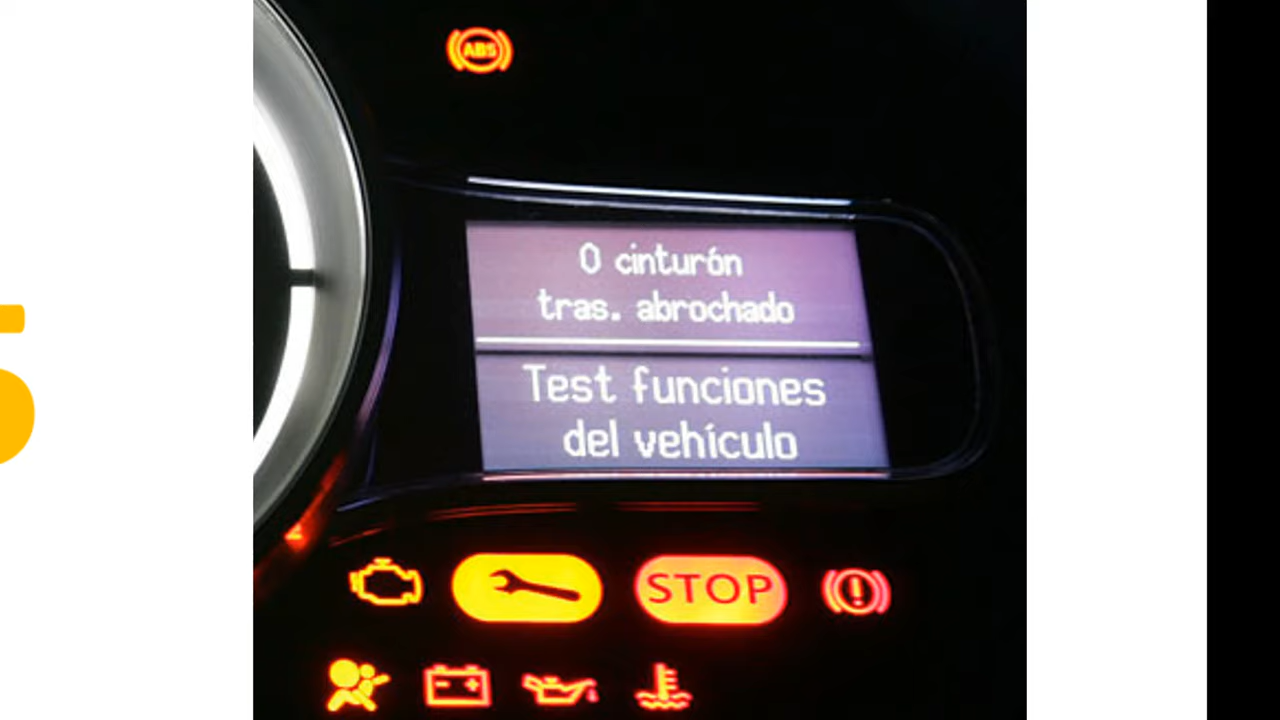 ABS
0 cinturón
tras. abrochado
Test funciones
del vehículo
STOP